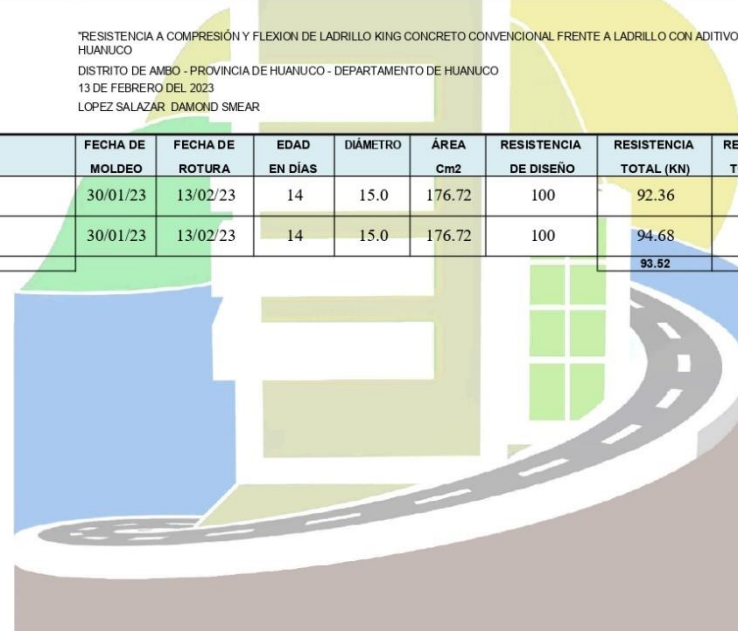 "RESISTENCIA A COMPRESIÓN Y FLEXION DE LADRILLO KING CONCRETO CONVENCIONAL FRENTE A LADRILLO CON ADITIVO
HUANUCO
DISTRITO DE AMBO - PROVINCIA DE HUANUCO - DEPARTAMENTO DE HUANUCO
13 DE FEBRERO DEL 2023
LOPEZ SALAZAR DAMOND SMEAR
FECHA DE FECHA DE EDAD DIÁMETRO ÁREA RESISTENCIA RESISTENCIA
MOLDEO ROTURA EN DÍAS Cm2 DE DISEÑO TOTAL (KN)
30/01/23 13/02/23 14 15.0 176.72 100 92.36
30/01/23 13/02/23 14 15.0 176.72 100 94.68
93.52